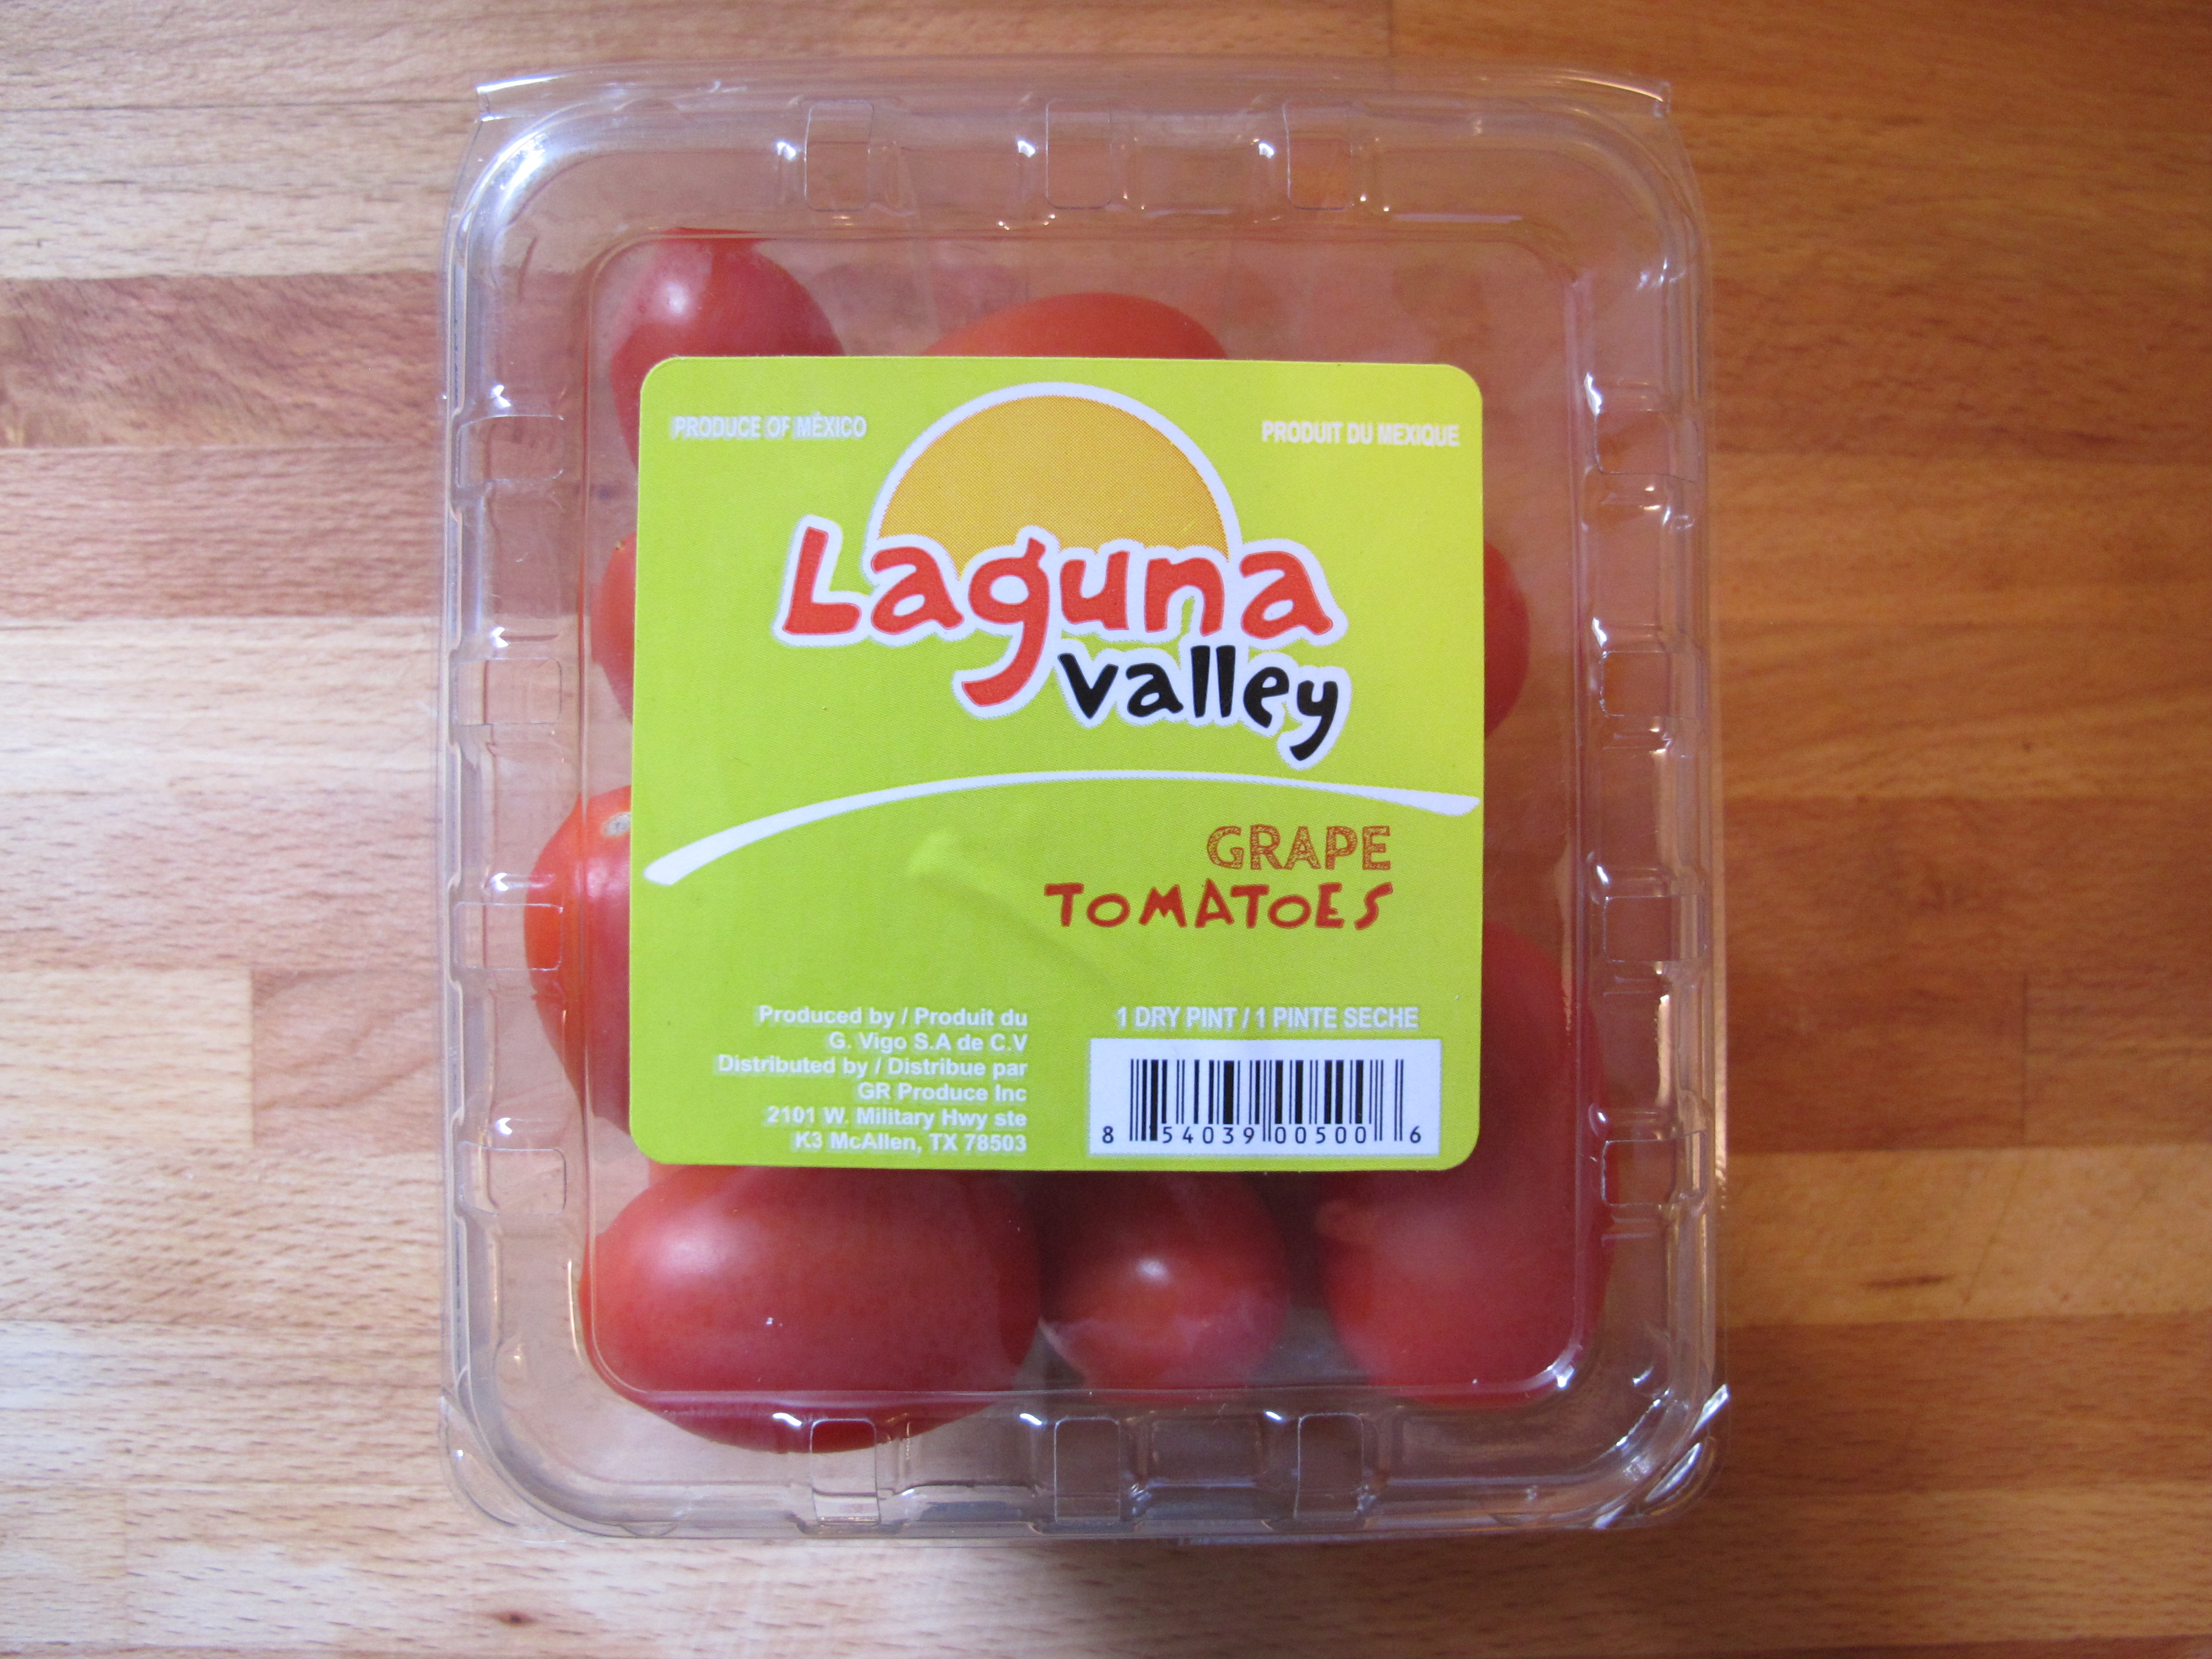 PRODUCE OF MÉXICO
PRODUIT DU MEXIQUE
Laguna
valley
GRAPE
TOMATOES
Produced by / Produit du
G. Vigo S.A de C.V
Distributed by / Distribue par
GR Produce Inc
2101 W. Military Hwy ste
K3 McAllen, TX 78503
1 DRY PINT / 1 PINTE SECHE
8 54039 00500 6